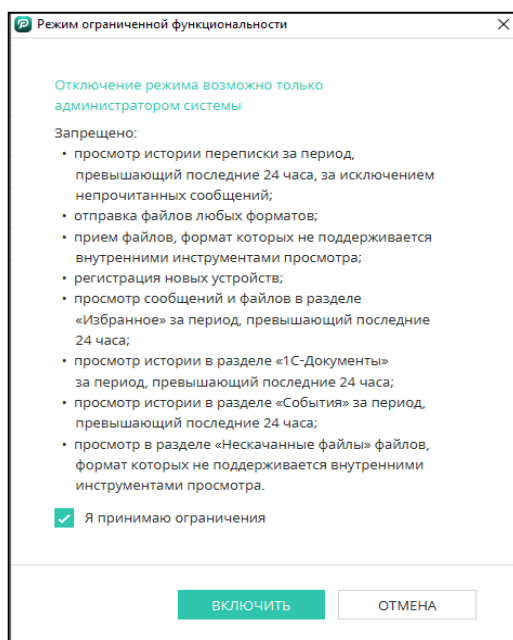 Режим ограниченной функциональности
Отключение режима возможно только
администратором системы
Запрещено:
• просмотр истории переписки за период,
превышающий последние 24 часа, за исключением
непрочитанных сообщений;
• отправка файлов любых форматов;
• прием файлов, формат которых не поддерживается
внутренними инструментами просмотра;
• регистрация новых устройств;
• просмотр сообщений и файлов в разделе
«Избранное» за период, превышающий последние
24 часа;
• просмотр истории в разделе «1С-Документы»
за период, превышающий последние 24 часа;
• просмотр истории в разделе «События» за период,
превышающий последние 24 часа;
• просмотр в разделе «Нескачанные файлы» файлов,
формат которых не поддерживается внутренними
инструментами просмотра.
Я принимаю ограничения
ВКЛЮЧИТЬ ОТМЕНА